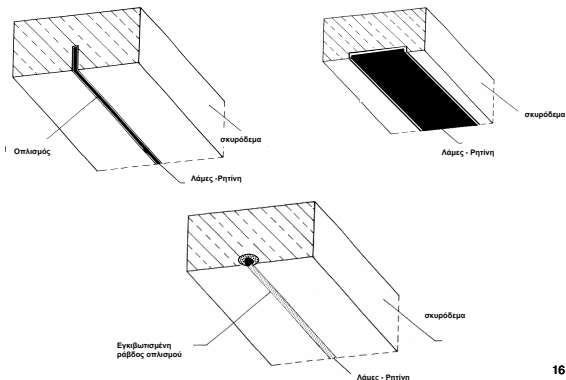 σκυρόδεμα
Οπλισμός
Λάμες -Ρητίνη
σκυρόδεμα
Λάμες - Ρητίνη
σκυρόδεμα
Εγκιβωτισμένη
ράβδος οπλισμού
Λάμες - Ρητίνη
16